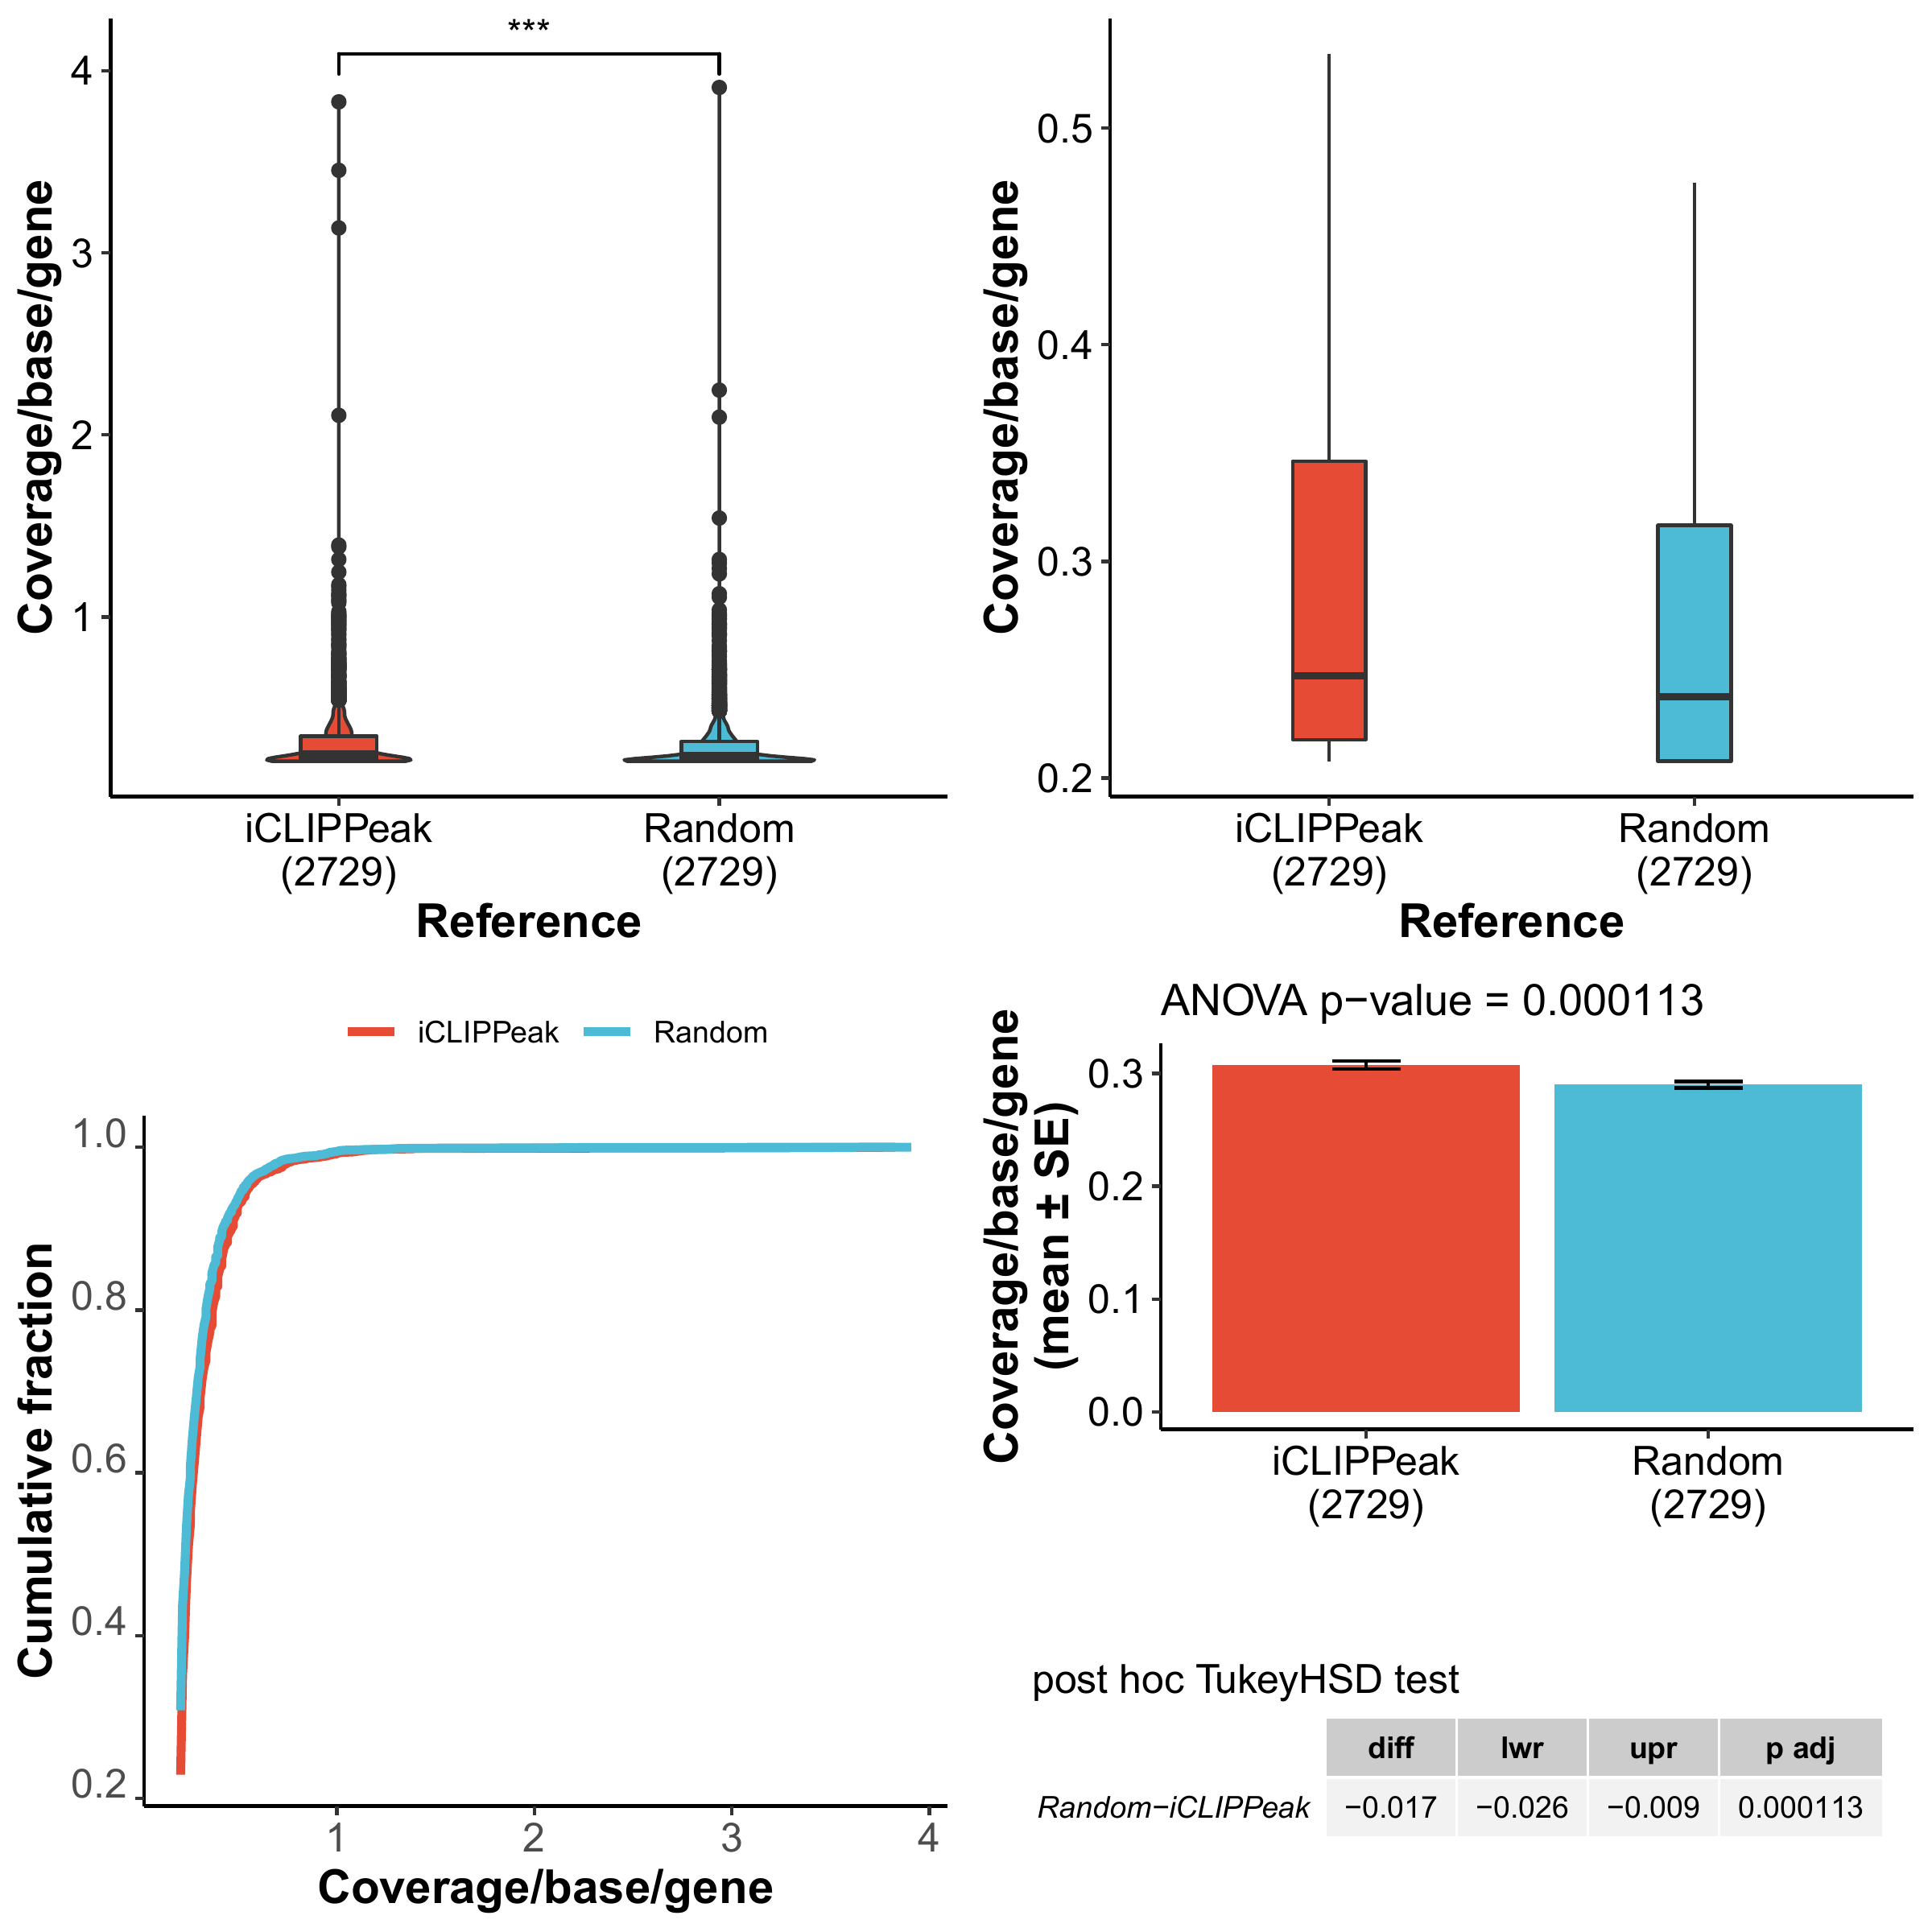 ***
4
3
2
1
Coverage/base/gene
iCLIPPeak
(2729)
Random
(2729)
Reference
0.5
0.4
0.3
0.2
Coverage/base/gene
iCLIPPeak
(2729)
Random
(2729)
Reference
iCLIPPeak Random
1.0
0.8
0.6
0.4
0.2
Cumulative fraction
1 2 3 4
Coverage/base/gene
ANOVA p−value = 0.000113
Coverage/base/gene
(mean ± SE)
0.3
0.2
0.1
0.0
iCLIPPeak
(2729)
Random
(2729)
post hoc TukeyHSD test
diff lwr upr p adj
Random−iCLIPPeak −0.017 −0.026 −0.009 0.000113